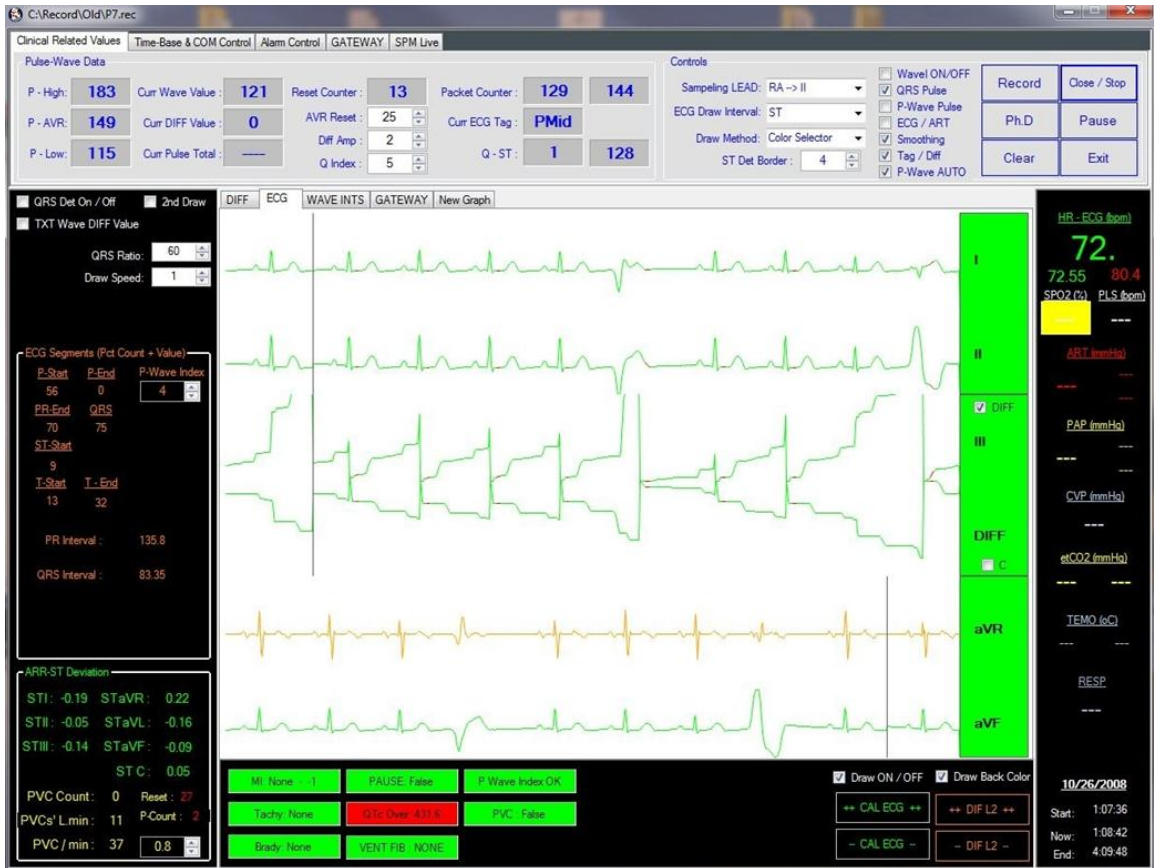 C:\Record\Old\P7.rec
Clinical Related Values Time-Base & COM Control Alarm Control GATEWAY SPM Live
Pulse-Wave Data
P - High: 183 Curr Wave Value : 121 Reset Counter : 13 Packet Counter : 129 144
P - AVR: 149 Curr DIFF Value : 0 AVR Reset : 25 Curr ECG Tag : PMid
Diff Amp : 2
P - Low: 115 Curr Pulse Total : ---- Q Index : 5 Q - ST : 1 128
Controls
Sampeling LEAD: RA --> II
ECG Draw Interval: ST
Draw Method: Color Selector
ST Det Border : 4
Wavel ON/OFF
QRS Pulse
P-Wave Pulse
ECG / ART
Smoothing
Tag / Diff
P-Wave AUTO
Record Close / Stop
Ph.D Pause
Clear Exit
QRS Det On / Off 2nd Draw
TXT Wave DIFF Value
QRS Ratio: 60
Draw Speed: 1
ECG Segments (Pct Count + Value)
P-Start P-End P-Wave Index
56 0 4
PR-End QRS
70 75
ST-Start
9
T-Start T - End
13 32
PR Interval : 135.8
QRS Interval : 83.35
ARR-ST Deviation
STI : -0.19 STaVR : 0.22
STII : -0.05 STaVL : -0.16
STIII : -0.14 STaVF : -0.09
ST C : 0.05
PVC Count : 0 Reset : 27
PVCs' L.min : 11 P-Count : 2
PVC / min : 37 0.8
DIFF ECG WAVE INTS GATEWAY New Graph
I
II
DIFF
III
DIFF
C
aVR
aVF
MI: None - -1 PAUSE: False P Wave Index OK
Tachy: None QTc Over: 431.6 PVC : False
Brady: None VENT FIB : NONE
Draw ON / OFF Draw Back Color
++ CAL ECG ++ ++ DIF L2 ++
-- CAL ECG -- -- DIF L2 --
HR - ECG (bpm)
72.
72.55 80.4
SPO2 (%) PLS (bpm)
--- ---
ART (mmHg)
---
---
---
PAP (mmHg)
---
---
---
CVP (mmHg)
---
etCO2 (mmHg)
--- ---
TEMO (oC)
--- ---
RESP
---
10/26/2008
Start: 1:07:36
Now: 1:08:42
End: 4:09:48